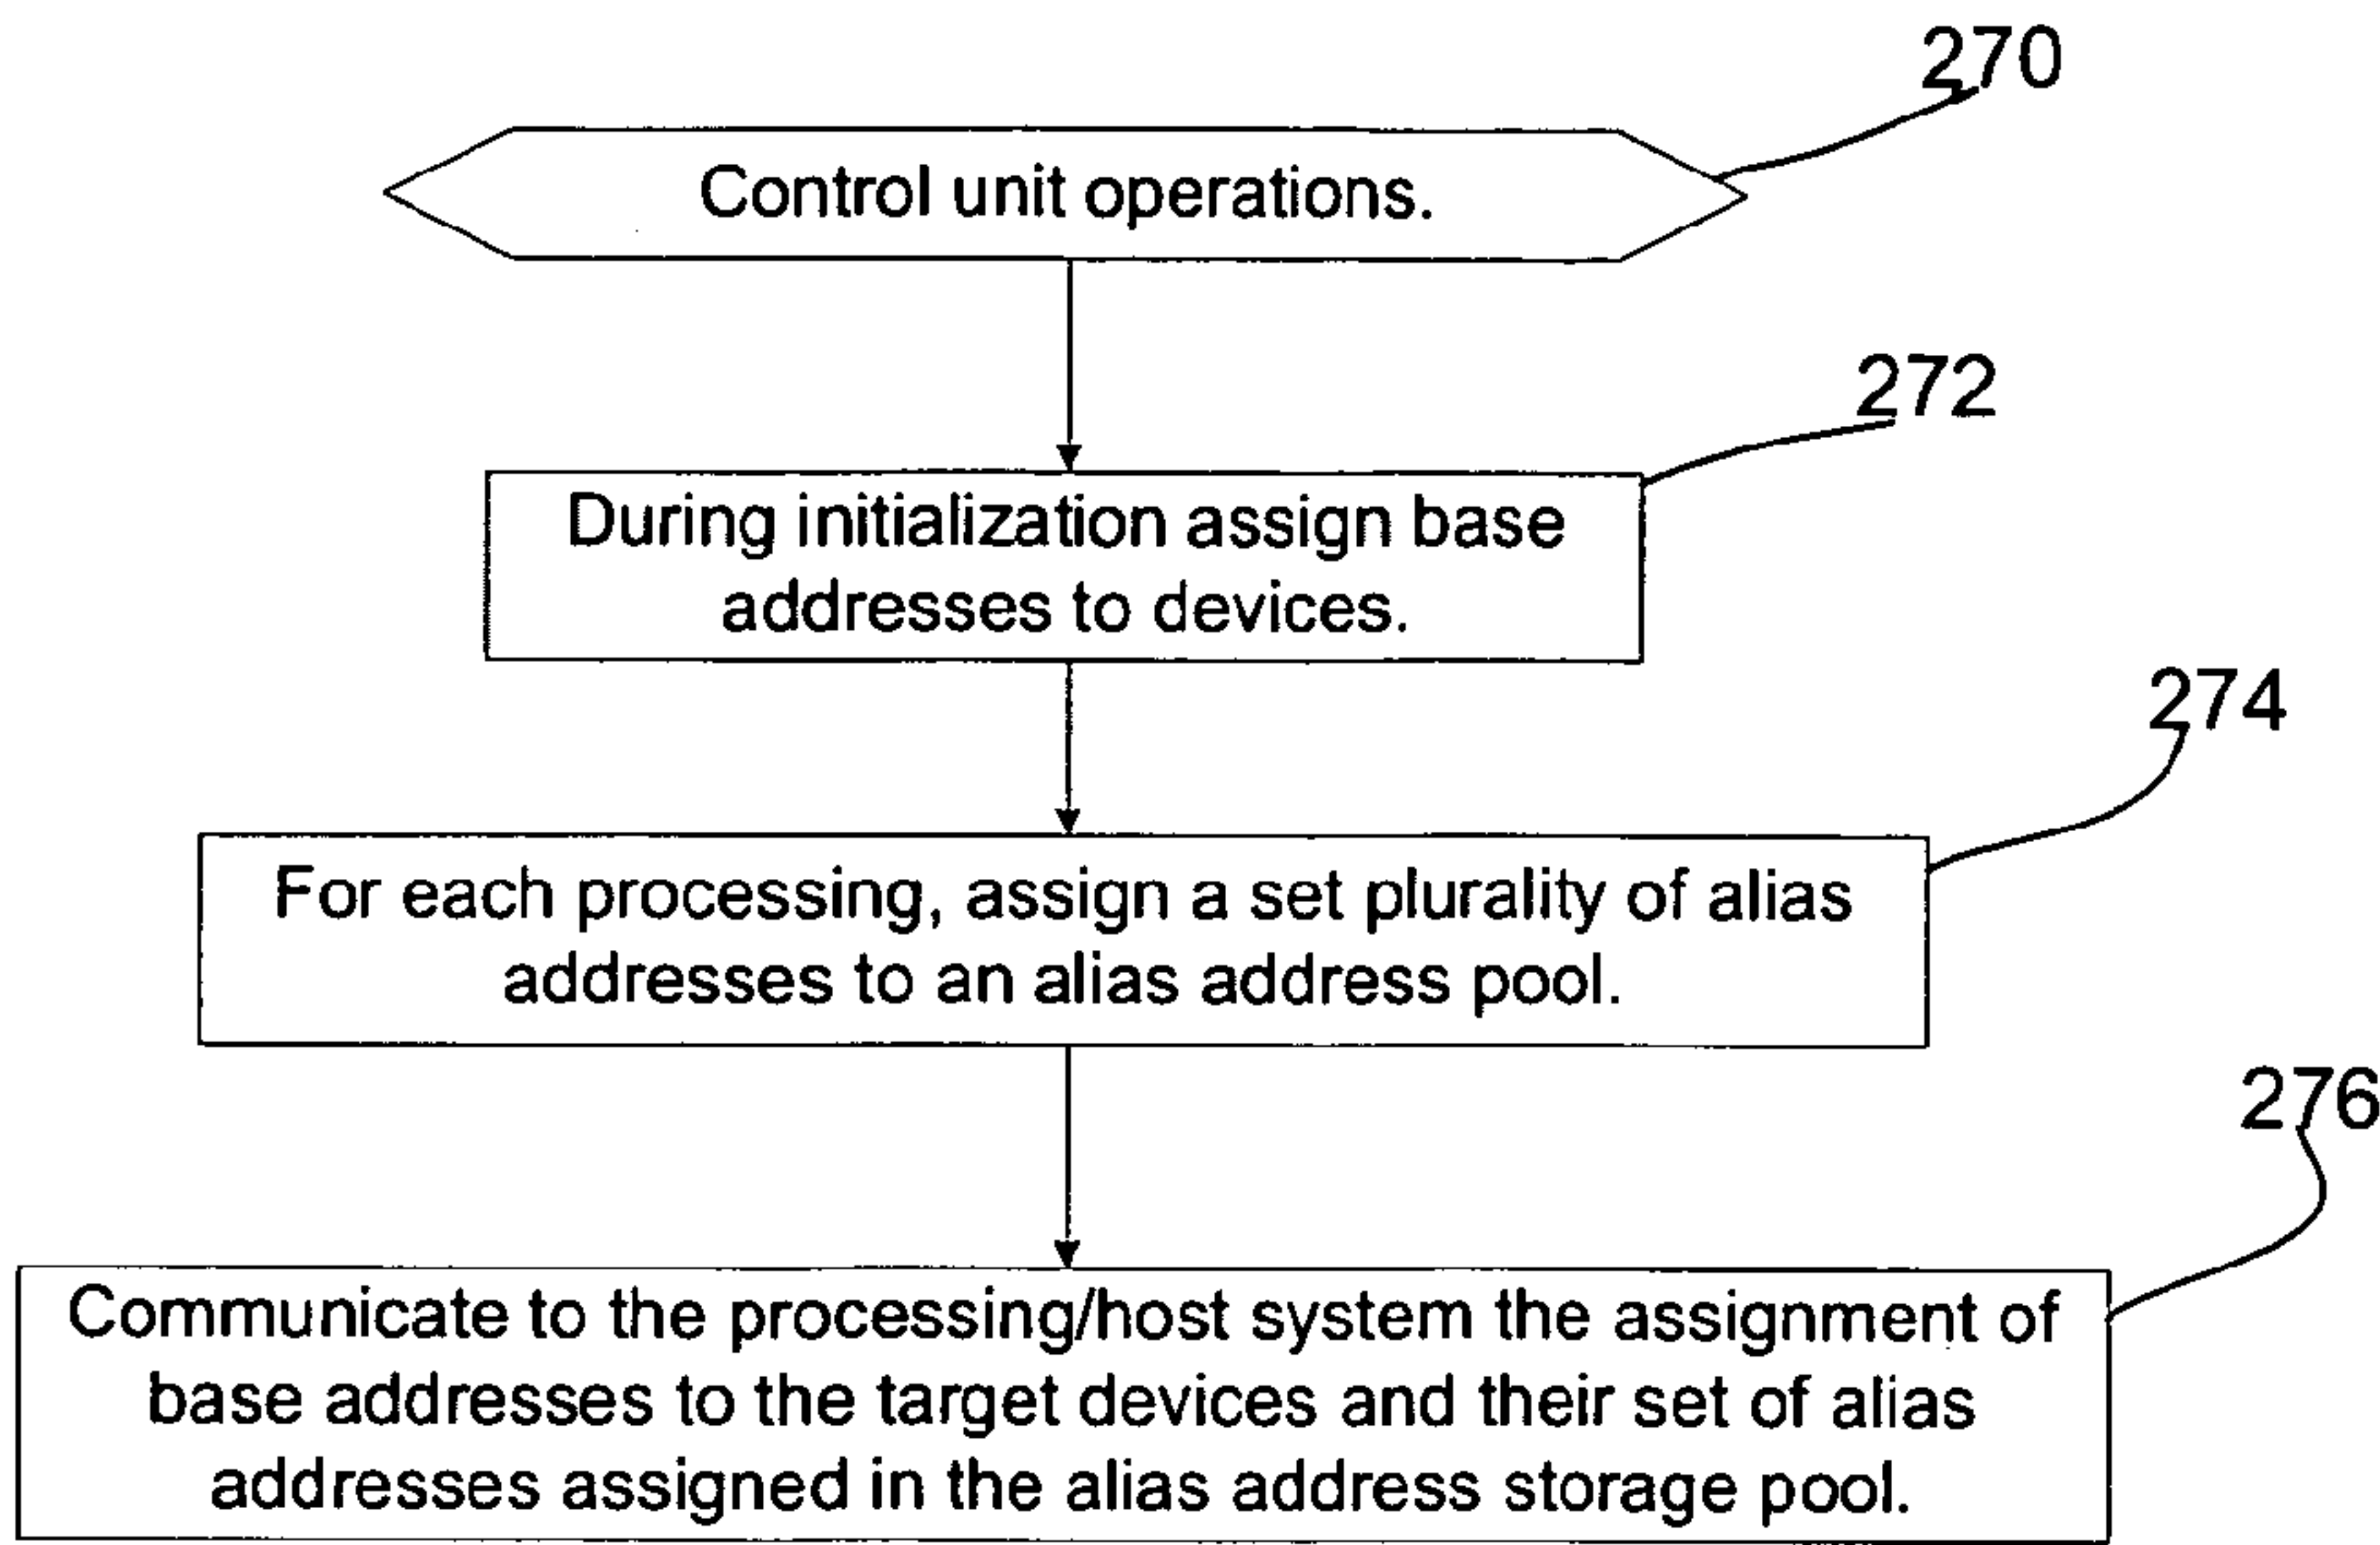 270
Control unit operations.
272
During initialization assign base
addresses to devices.
274
For each processing, assign a set plurality of alias
addresses to an alias address pool.
276
Communicate to the processing/host system the assignment of
base addresses to the target devices and their set of alias
addresses assigned in the alias address storage pool.